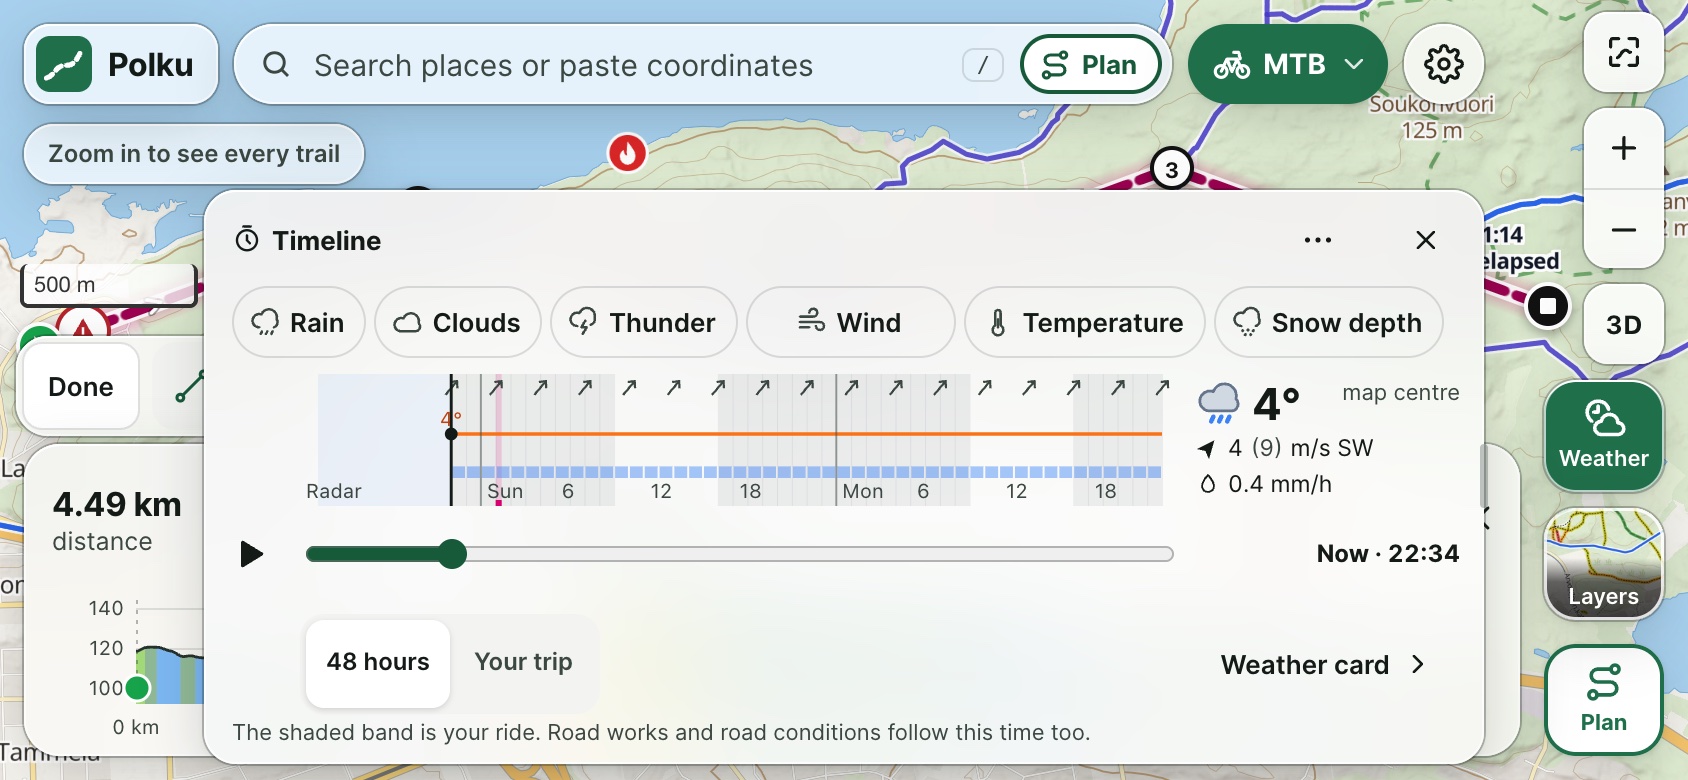 Polku
Search places or paste coordinates
/
Plan
MTB
Soukonvuori
125 m
Zoom in to see every trail
3
Timeline
500 m
1:14
elapsed
Rain
Clouds
Thunder
Wind
Temperature
Snow depth
3D
Done
4°
4°
map centre
4 (9) m/s SW
0.4 mm/h
Radar
Sun
6
12
18
Mon
6
12
18
Weather
4.49 km
distance
Now · 22:34
Layers
140
120
100
0 km
48 hours
Your trip
Weather card
Plan
The shaded band is your ride. Road works and road conditions follow this time too.
Tammela